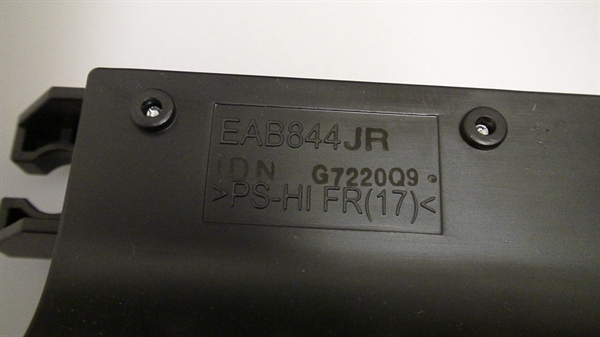 EAB844JR
IDN G7220Q9
>PS-HI FR(17)<